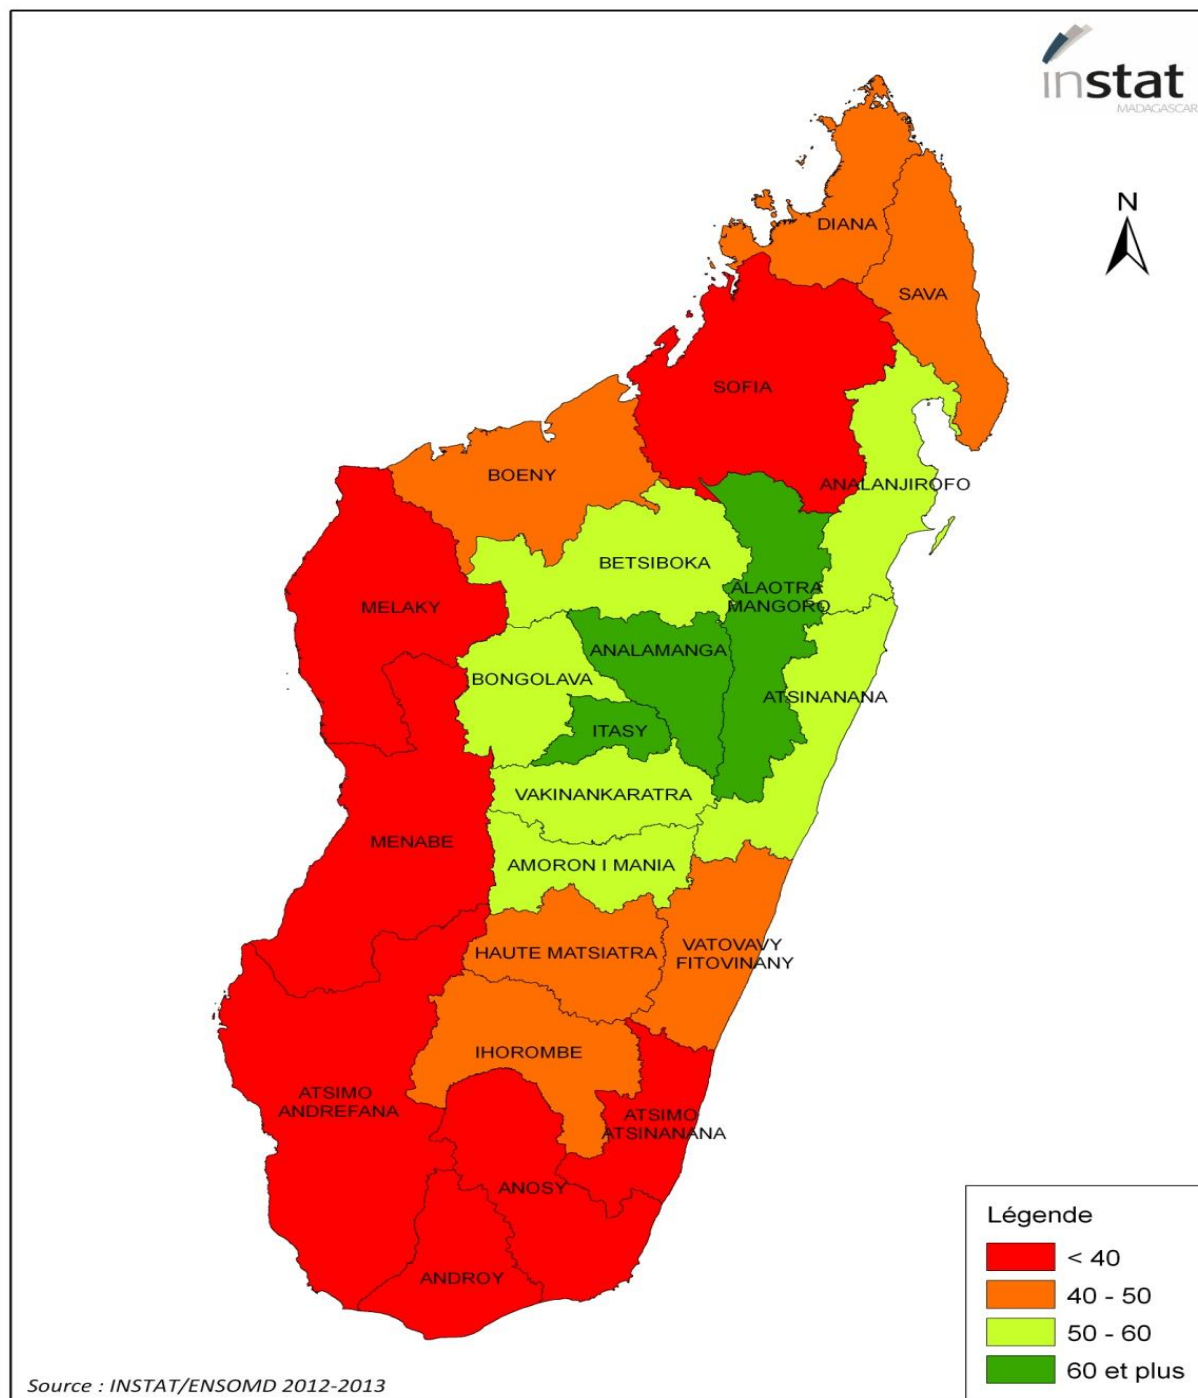 instat
MADAGASCAR
N
DIANA
SAVA
SOFIA
BOENY
ANALANJIROFO
BETSIBOKA
ALAOTRA
MANGORO
MELAKY
ANALAMANGA
BONGOLAVA
ATSINANANA
ITASY
VAKINANKARATRA
MENABE
AMORON I MANIA
HAUTE MATSIATRA
VATOVAVY
FITOVINANY
IHOROMBE
ATSIMO
ANDREFANA
ATSIMO
ATSINANANA
ANOSY
ANDROY
Légende
< 40
40 - 50
50 - 60
60 et plus
Source : INSTAT/ENSOMD 2012-2013